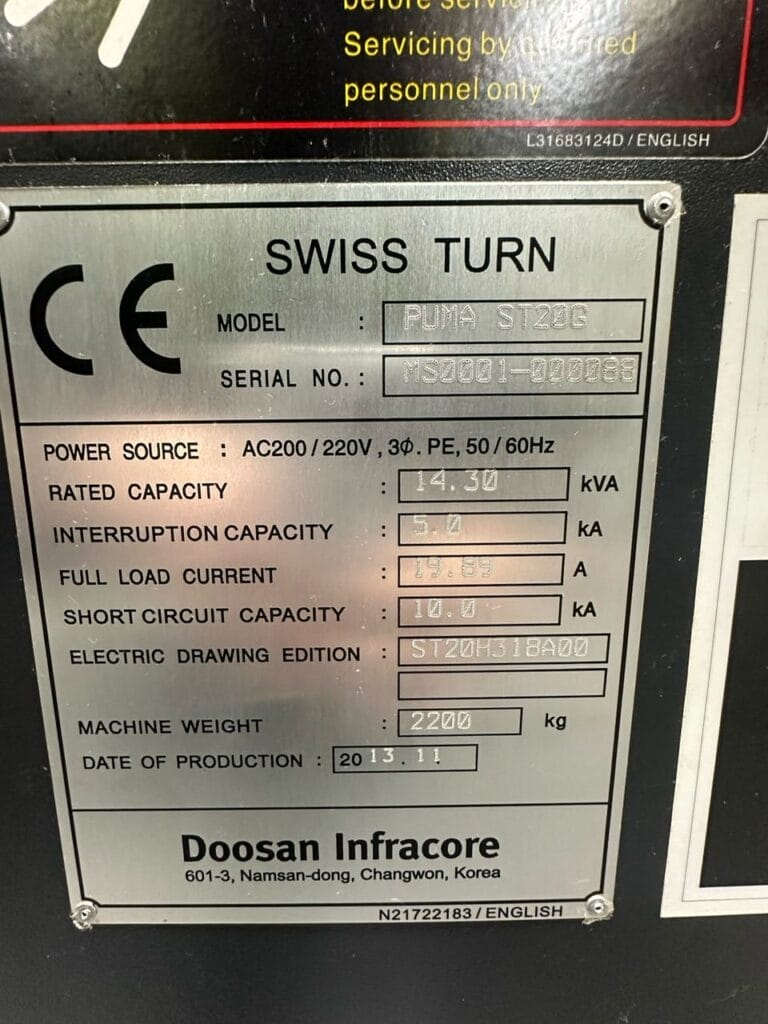 before
Servicing by
personnel only.
L31683124D / ENGLISH
CE SWISS TURN
MODEL : PUMA ST20G
SERIAL NO. : MS0001-000088
POWER SOURCE : AC200 / 220V , 3Φ . PE, 50 / 60Hz
RATED CAPACITY : 14.30 kVA
INTERRUPTION CAPACITY : 5.0 kA
FULL LOAD CURRENT : 19.89 A
SHORT CIRCUIT CAPACITY : 10.0 kA
ELECTRIC DRAWING EDITION : ST20H318A00
MACHINE WEIGHT : 2200 kg
DATE OF PRODUCTION : 2013.11.
Doosan Infracore
601-3, Namsan-dong, Changwon, Korea
N21722183 / ENGLISH